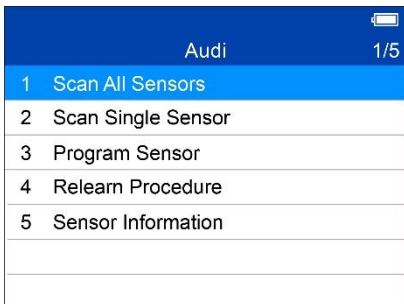 Audi 1/5
1 Scan All Sensors
2 Scan Single Sensor
3 Program Sensor
4 Relearn Procedure
5 Sensor Information